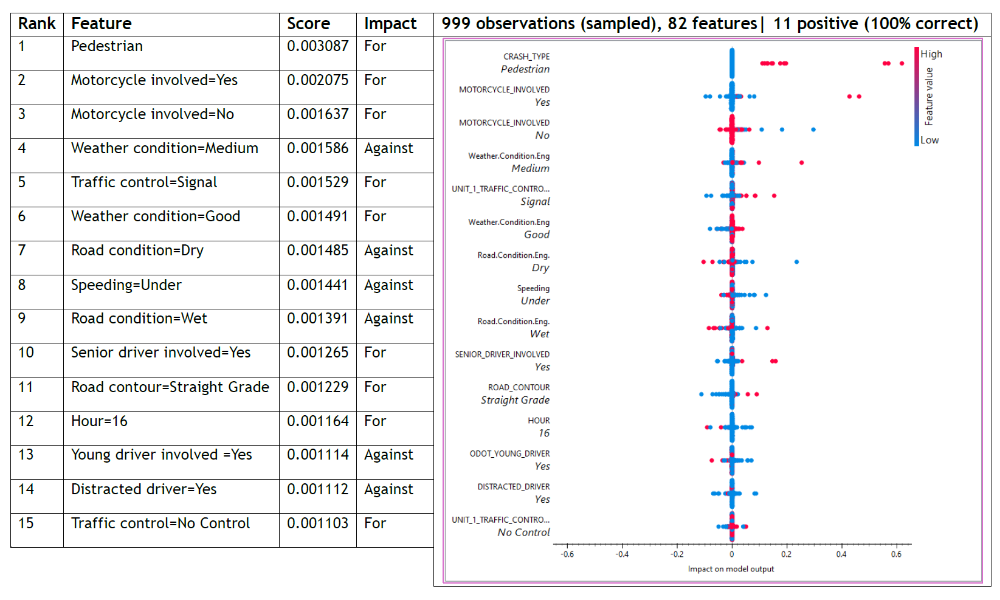 Rank Feature Score Impact 999 observations (sampled), 82 features| 11 positive (100% correct)
1 Pedestrian 0.003087 For
2 Motorcycle involved=Yes 0.002075 For
3 Motorcycle involved=No 0.001637 For
4 Weather condition=Medium 0.001586 Against
5 Traffic control=Signal 0.001529 For
6 Weather condition=Good 0.001491 For
7 Road condition=Dry 0.001485 Against
8 Speeding=Under 0.001441 Against
9 Road condition=Wet 0.001391 Against
10 Senior driver involved=Yes 0.001265 For
11 Road contour=Straight Grade 0.001229 For
12 Hour=16 0.001164 For
13 Young driver involved =Yes 0.001114 Against
14 Distracted driver=Yes 0.001112 Against
15 Traffic control=No Control 0.001103 For
CRASH_TYPE
Pedestrian
MOTORCYCLE_INVOLVED
Yes
MOTORCYCLE_INVOLVED
No
Weather.Condition.Eng
Medium
UNIT_1_TRAFFIC_CONTRO...
Signal
Weather.Condition.Eng
Good
Road.Condition.Eng.
Dry
Speeding
Under
Road.Condition.Eng.
Wet
SENIOR_DRIVER_INVOLVED
Yes
ROAD_CONTOUR
Straight Grade
HOUR
16
ODOT_YOUNG_DRIVER
Yes
DISTRACTED_DRIVER
Yes
UNIT_1_TRAFFIC_CONTRO...
No Control
High
Feature value
Low
-0.6 -0.4 -0.2 0 0.2 0.4 0.6
Impact on model output